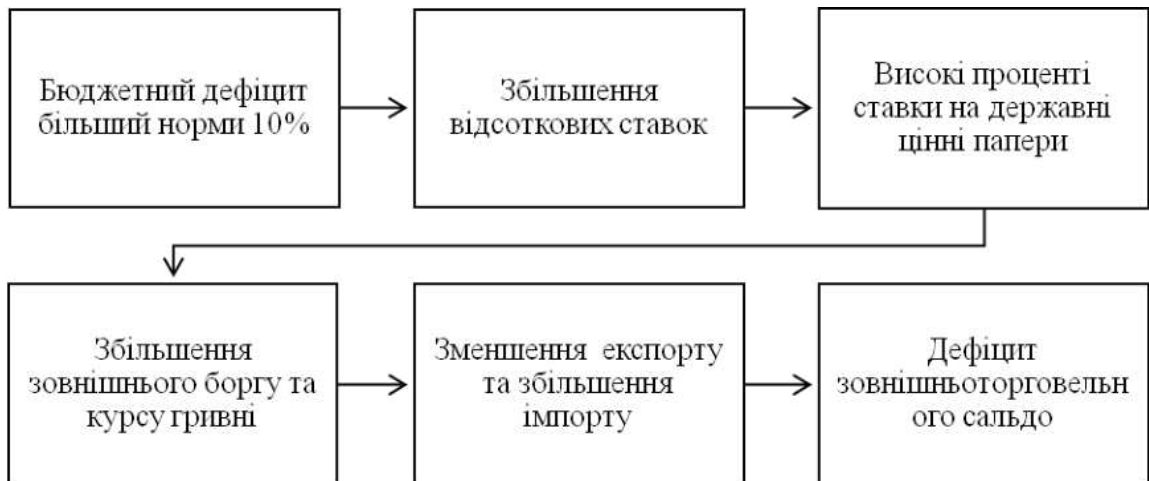 Бюджетний дефіцит
більший норми 10%
Збільшення
відсоткових ставок
Високі проценті
ставки на державні
цінні папери
Збільшення
зовнішнього боргу та
курсу гривні
Зменшення експорту
та збільшення
імпорту
Дефіцит
зовнішньоторговельн
ого сальдо